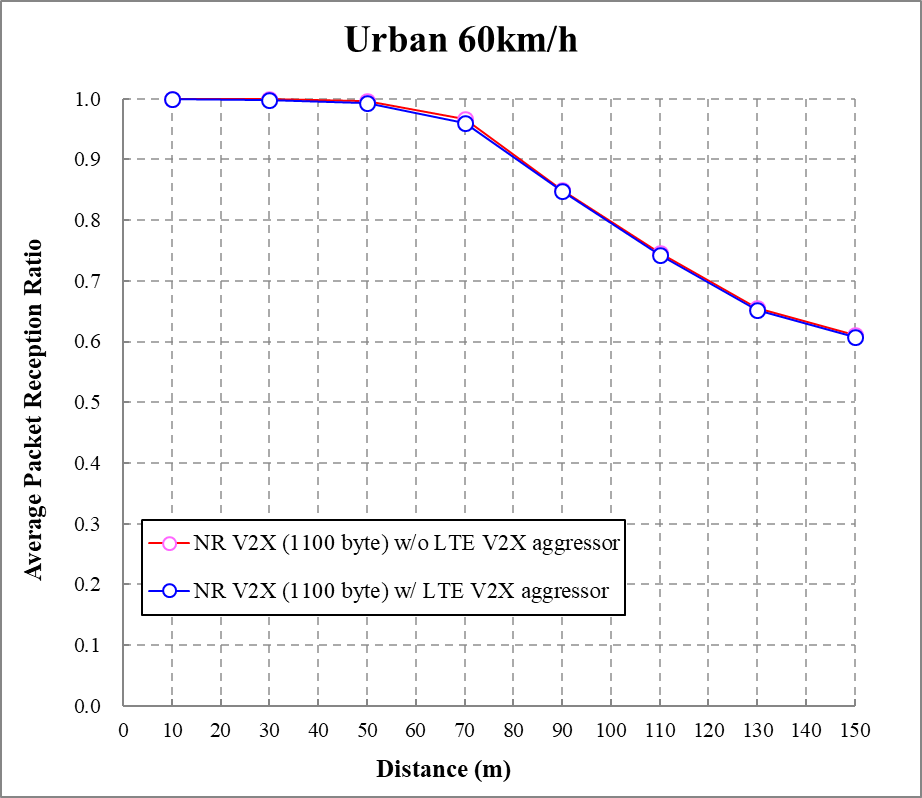 Urban 60km/h
Average Packet Reception Ratio
1.0
0.9
0.8
0.7
0.6
0.5
0.4
0.3
0.2
0.1
0.0
NR V2X (1100 byte) w/o LTE V2X aggressor
NR V2X (1100 byte) w/ LTE V2X aggressor
0 10 20 30 40 50 60 70 80 90 100 110 120 130 140 150
Distance (m)